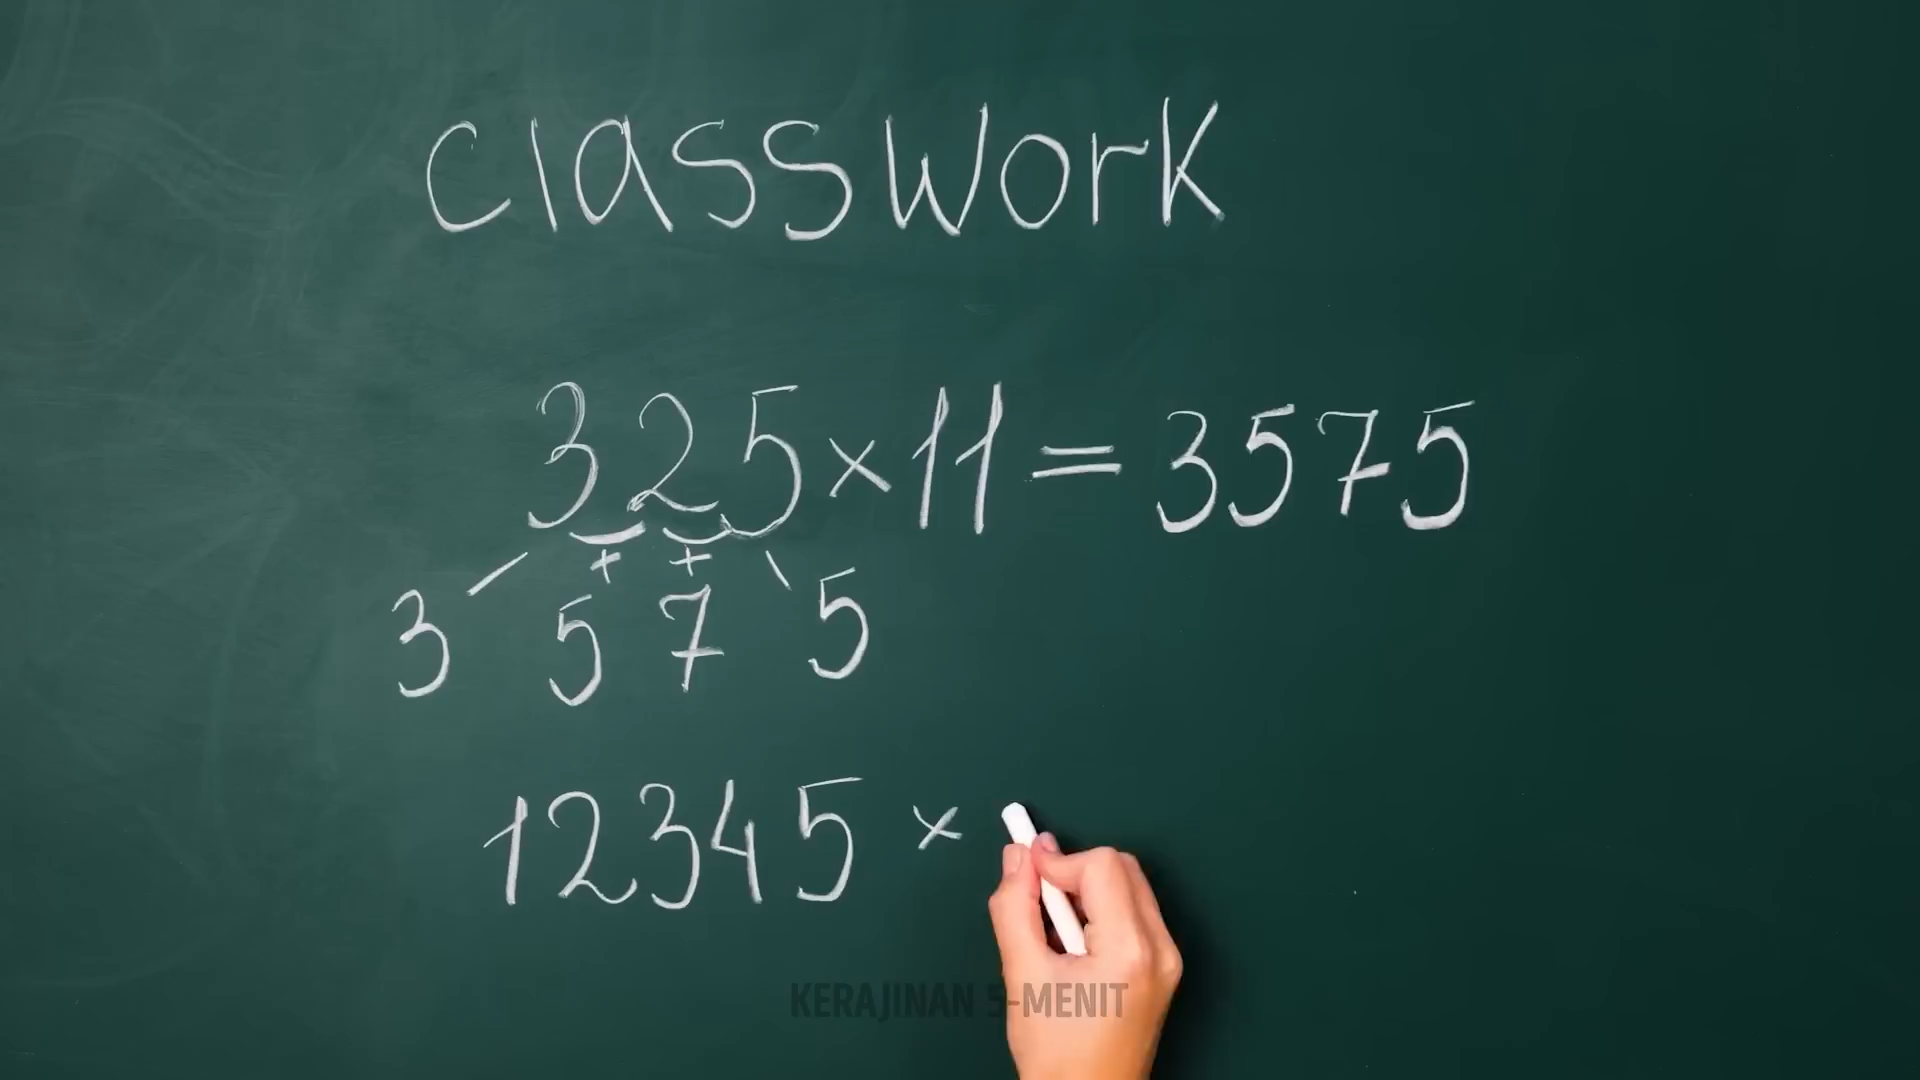 classwork
325×11=3575
+ +
3 5 7 5
12345 ×
KERAJINAN 5-MENIT